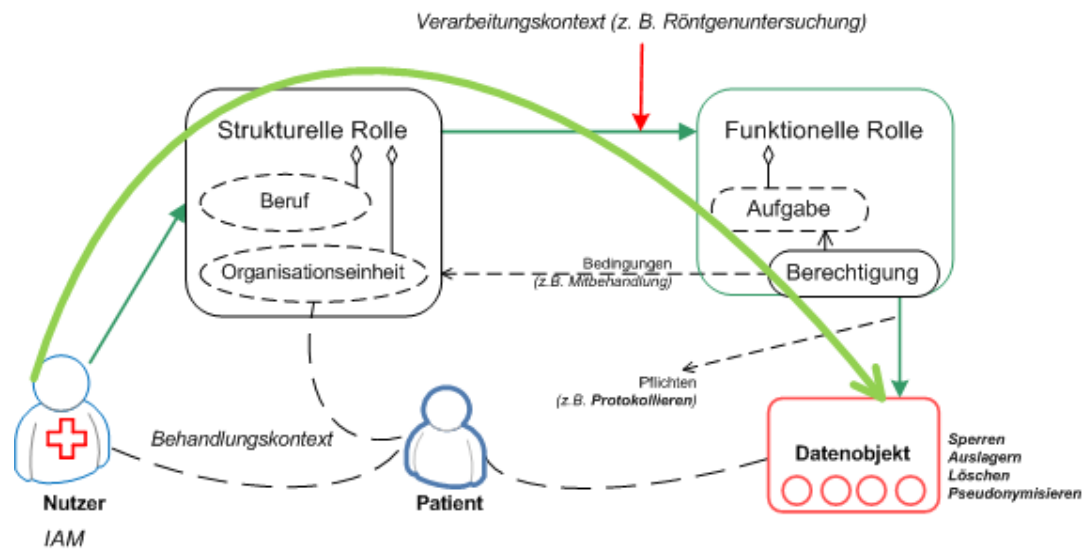 Verarbeitungskontext (z. B. Röntgenuntersuchung)
Strukturelle Rolle
Funktionelle Rolle
Beruf
Aufgabe
Organisationseinheit
Bedingungen
(z.B. Mitbehandlung)
Berechtigung
Pflichten
(z.B. Protokollieren)
Behandlungskontext
Datenobjekt
Sperren
Auslagern
Löschen
Pseudonymisieren
Nutzer
Patient
IAM